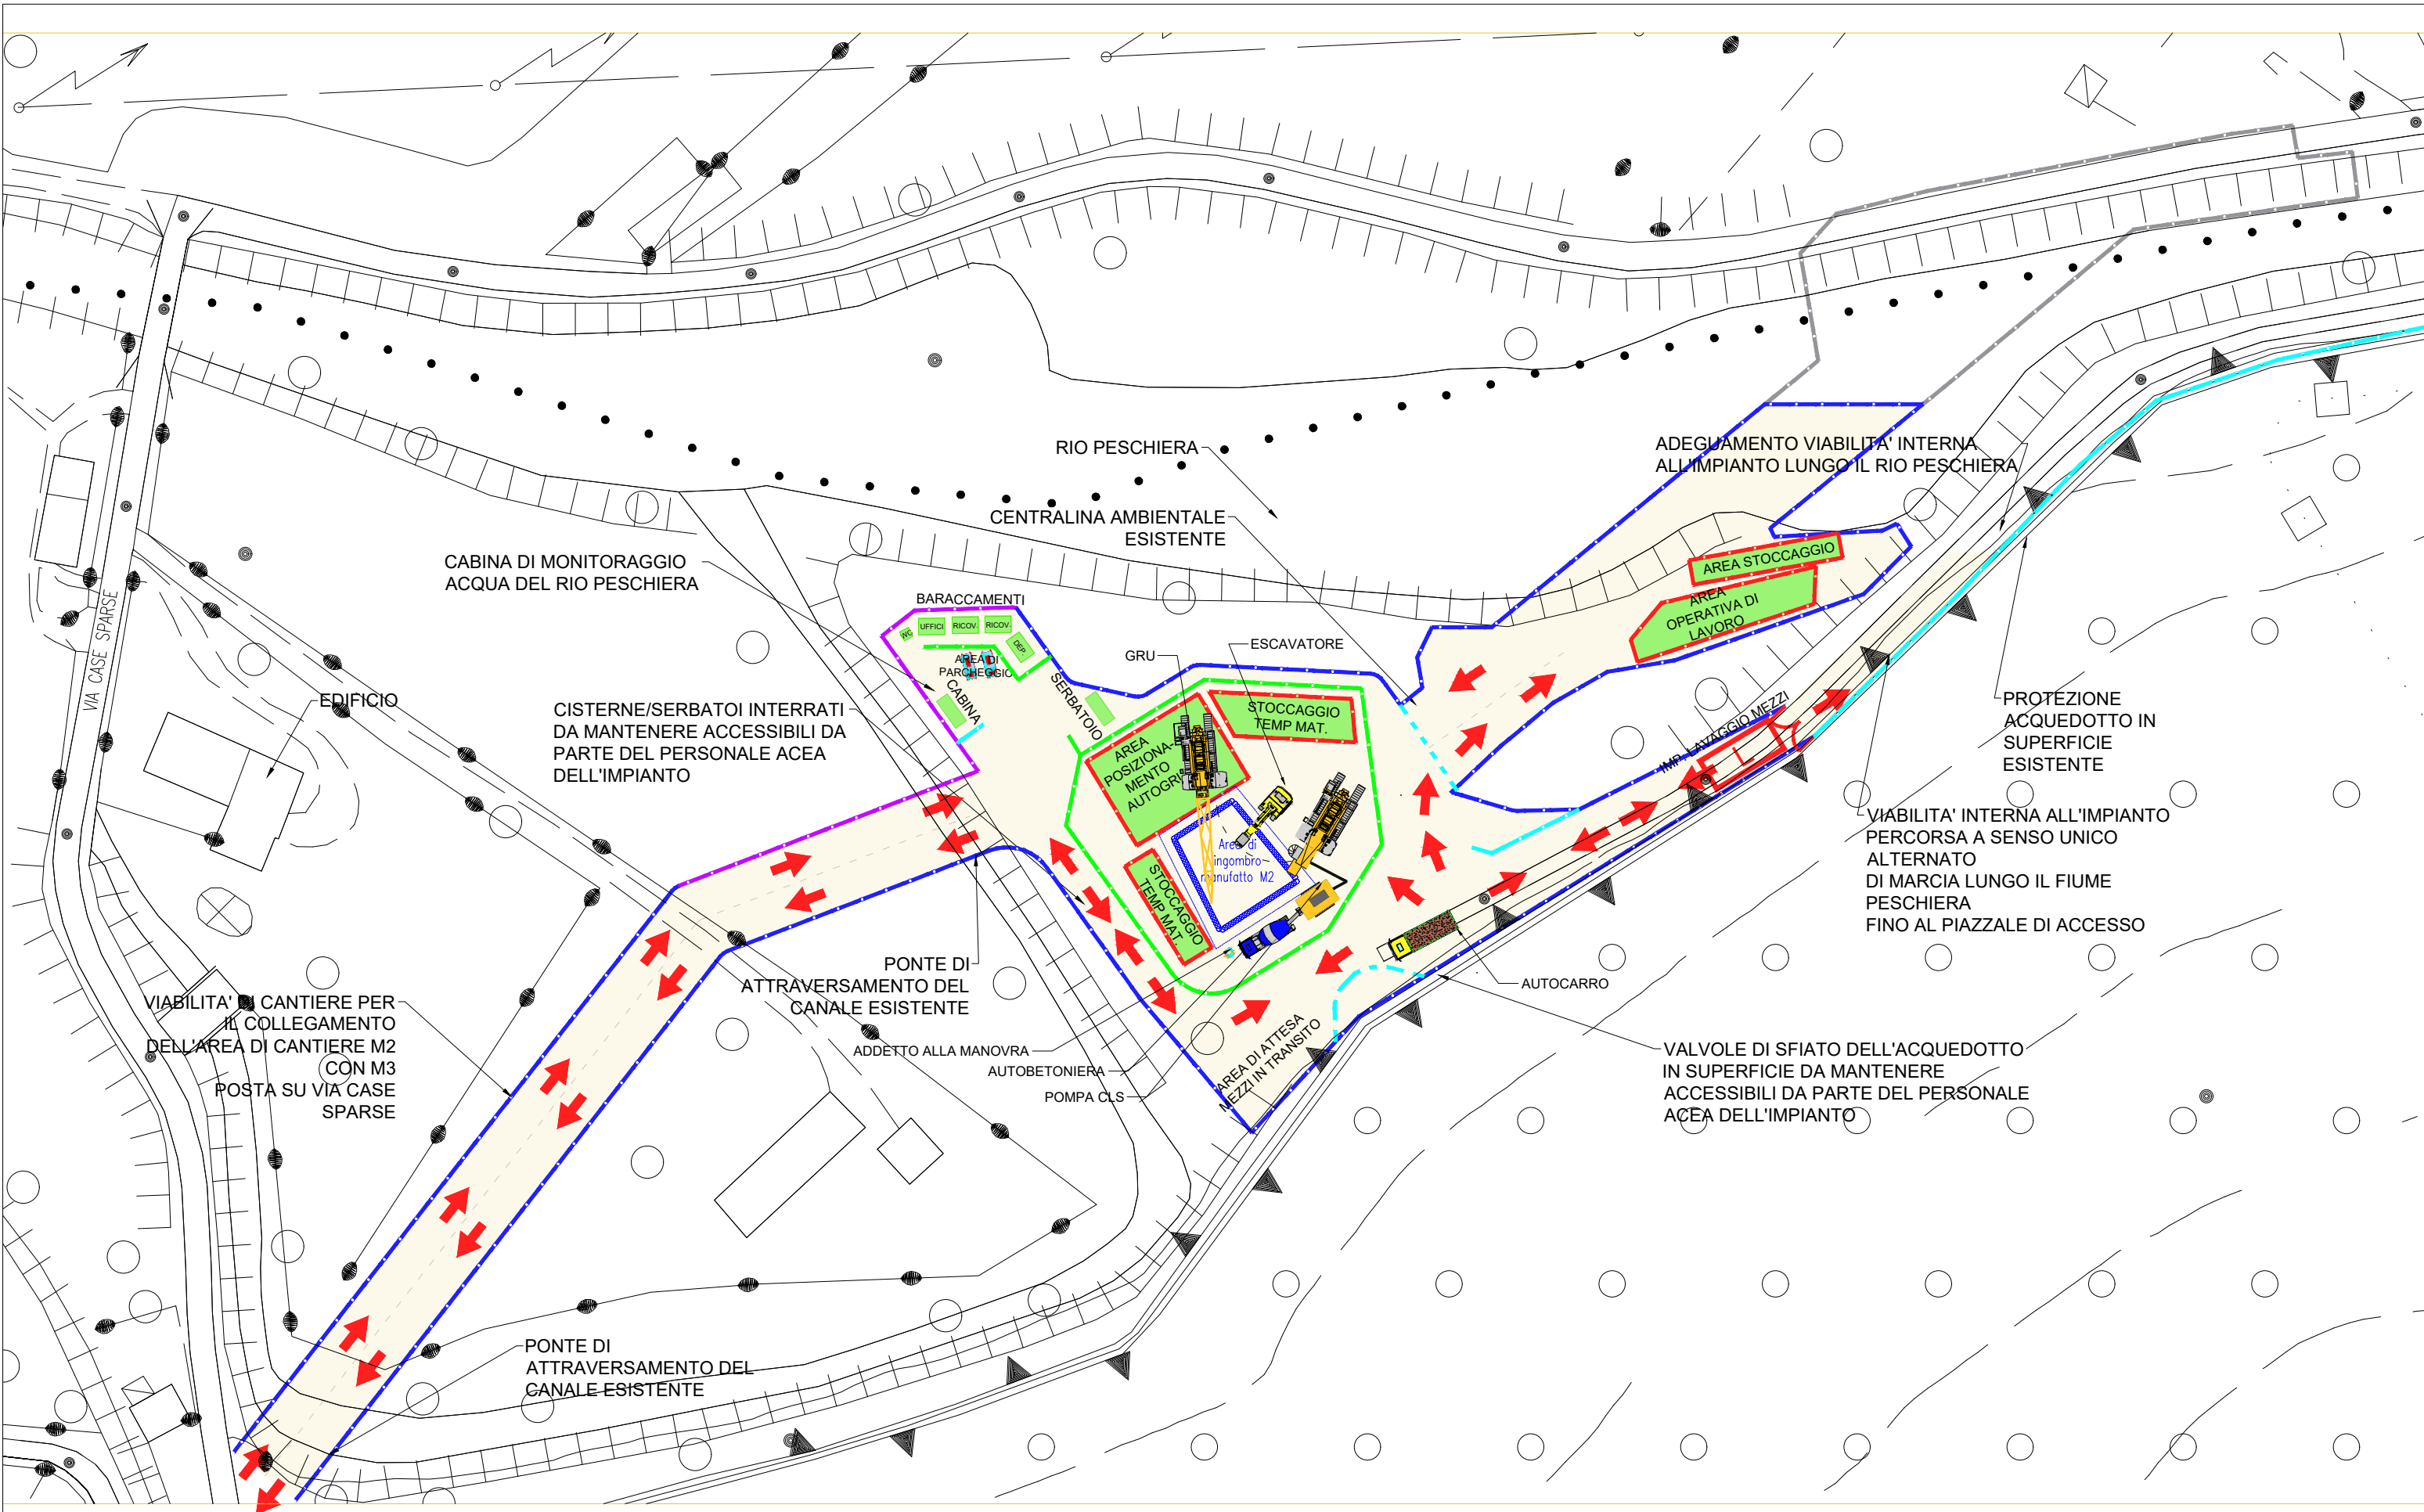 RIO PESCHIERA
ADEGUAMENTO VIABILITA' INTERNA
ALL'IMPIANTO LUNGO IL RIO PESCHIERA
CENTRALINA AMBIENTALE
ESISTENTE
CABINA DI MONITORAGGIO
ACQUA DEL RIO PESCHIERA
BARACCAMENTI
WC
UFFICI
RICOV.
RICOV.
DEP.
AREA DI
PARCHEGGIO
CABINA
SERBATOIO
GRU
ESCAVATORE
AREA STOCCAGGIO
AREA
OPERATIVA DI
LAVORO
VIA CASE SPARSE
EDIFICIO
CISTERNE/SERBATOI INTERRATI
DA MANTENERE ACCESSIBILI DA
PARTE DEL PERSONALE ACEA
DELL'IMPIANTO
STOCCAGGIO
TEMP MAT.
AREA
POSIZIONA-
MENTO
IMP. LAVAGGIO MEZZI
PROTEZIONE
ACQUEDOTTO IN
SUPERFICIE
ESISTENTE
Area di
ingombro
manufatto M2
STOCCAGGIO
TEMP MAT.
VIABILITA' INTERNA ALL'IMPIANTO
PERCORSA A SENSO UNICO
ALTERNATO
DI MARCIA LUNGO IL FIUME
PESCHIERA
FINO AL PIAZZALE DI ACCESSO
PONTE DI
ATTRAVERSAMENTO DEL
CANALE ESISTENTE
AUTOCARRO
VIABILITA' DI CANTIERE PER
IL COLLEGAMENTO
DELL'AREA DI CANTIERE M2
CON M3
POSTA SU VIA CASE
SPARSE
ADDETTO ALLA MANOVRA
AUTOBETONIERA
POMPA CLS
AREA DI ATTESA
MEZZI IN TRANSITO
VALVOLE DI SFIATO DELL'ACQUEDOTTO
IN SUPERFICIE DA MANTENERE
ACCESSIBILI DA PARTE DEL PERSONALE
ACEA DELL'IMPIANTO
PONTE DI
ATTRAVERSAMENTO DEL
CANALE ESISTENTE